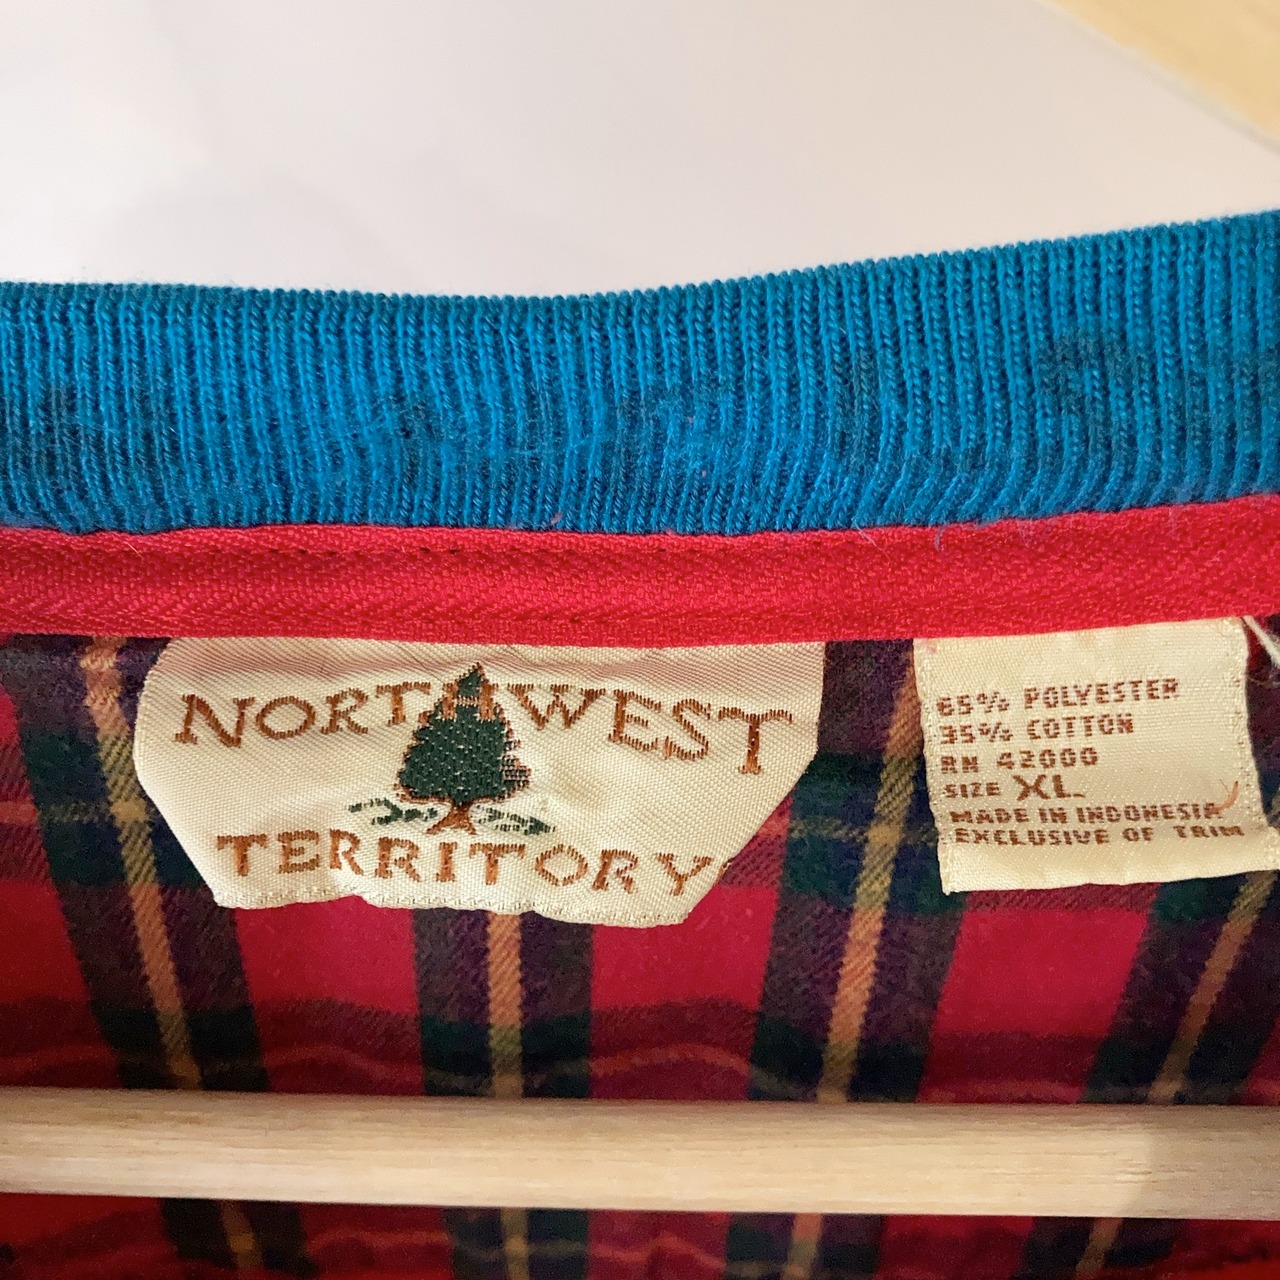 NORTHWEST
TERRITORY
65% POLYESTER
35% COTTON
RN 42000
SIZE XL
MADE IN INDONESIA
EXCLUSIVE OF TRIM